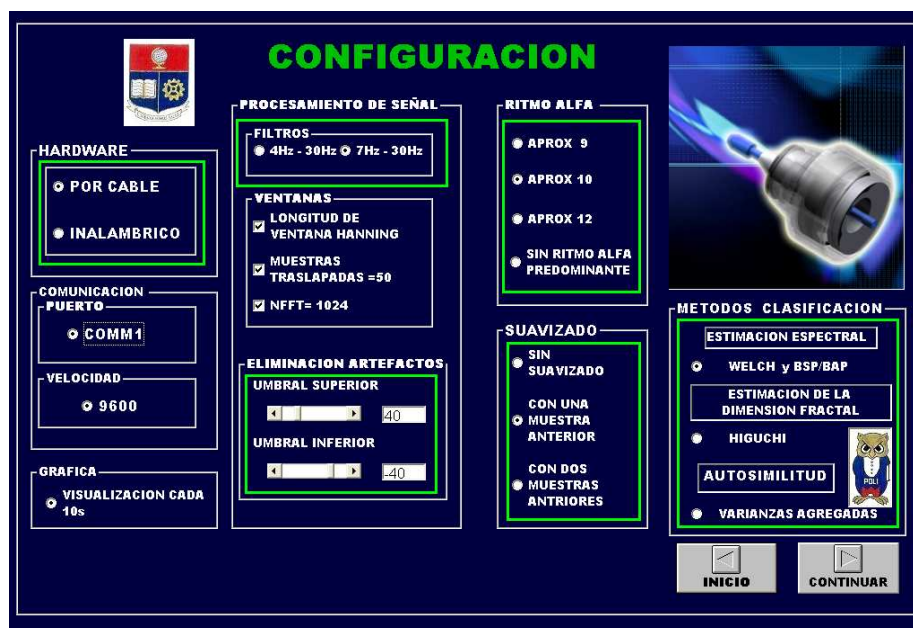 CONFIGURACION
HARDWARE
POR CABLE
INALAMBRICO
COMUNICACION
PUERTO
COMM1
VELOCIDAD
9600
GRAFICA
VISUALIZACION CADA
10s
PROCESAMIENTO DE SEÑAL
FILTROS
4Hz - 30Hz 7Hz - 30Hz
VENTANAS
LONGITUD DE
VENTANA HANNING
MUESTRAS
TRASLAPADAS =50
NFFT= 1024
ELIMINACION ARTEFACTOS
UMBRAL SUPERIOR
40
UMBRAL INFERIOR
-40
RITMO ALFA
APROX 9
APROX 10
APROX 12
SIN RITMO ALFA
PREDOMINANTE
SUAVIZADO
SIN
SUAVIZADO
CON UNA
MUESTRA
ANTERIOR
CON DOS
MUESTRAS
ANTRIORES
METODOS CLASIFICACION
ESTIMACION ESPECTRAL
WELCH y BSP/BAP
ESTIMACION DE LA
DIMENSION FRACTAL
HIGUCHI
AUTOSIMILITUD
POLI
VARIANZAS AGREGADAS
INICIO
CONTINUAR